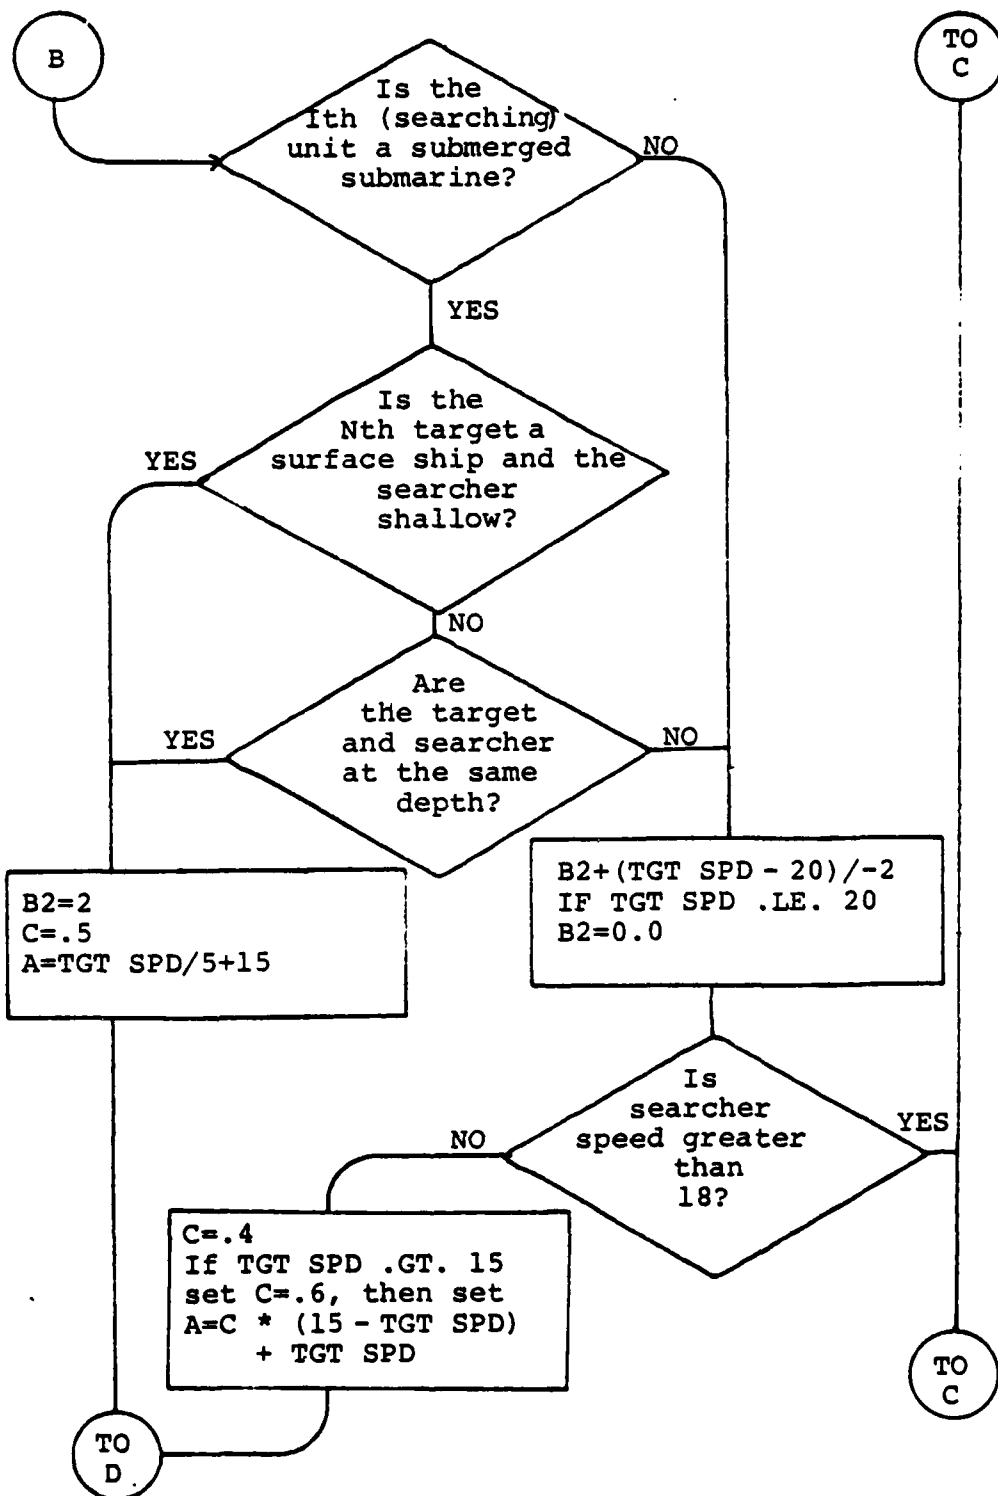 B
TO
C
Is the
Ith (searching)
unit a submerged
submarine?
NO
YES
Is the
Nth target a
surface ship and the
searcher
shallow?
YES
NO
Are
the target
and searcher
at the same
depth?
YES
NO
B2=2
C=.5
A=TGT SPD/5+15
B2+(TGT SPD - 20)/-2
IF TGT SPD .LE. 20
B2=0.0
Is
searcher
speed greater
than
18?
NO
YES
C=.4
If TGT SPD .GT. 15
set C=.6, then set
A=C * (15 - TGT SPD)
+ TGT SPD
TO
C
TO
D